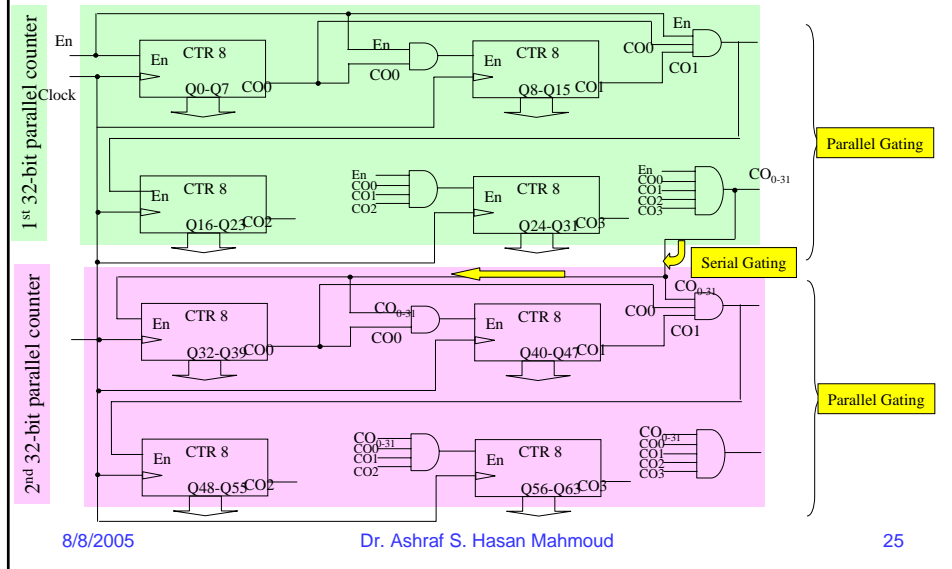 En
En
CTR 8
Q0-Q7
CO0
Clock
En
CO0
En
CTR 8
Q8-Q15
CO1
En
CO0
CO1
1st 32-bit parallel counter
Parallel Gating
En
CTR 8
Q16-Q23
CO2
En
CO0
CO1
CO2
En
CTR 8
Q24-Q31
CO3
En
CO0
CO1
CO2
CO3
CO0-31
Serial Gating
2nd 32-bit parallel counter
En
CTR 8
Q32-Q39
CO0
CO0-31
CO0
En
CTR 8
Q40-Q47
CO1
CO0-31
CO0
CO1
Parallel Gating
En
CTR 8
Q48-Q55
CO2
CO0-31
CO0
CO1
CO2
En
CTR 8
Q56-Q63
CO3
CO0-31
CO0
CO1
CO2
CO3
8/8/2005
Dr. Ashraf S. Hasan Mahmoud
25